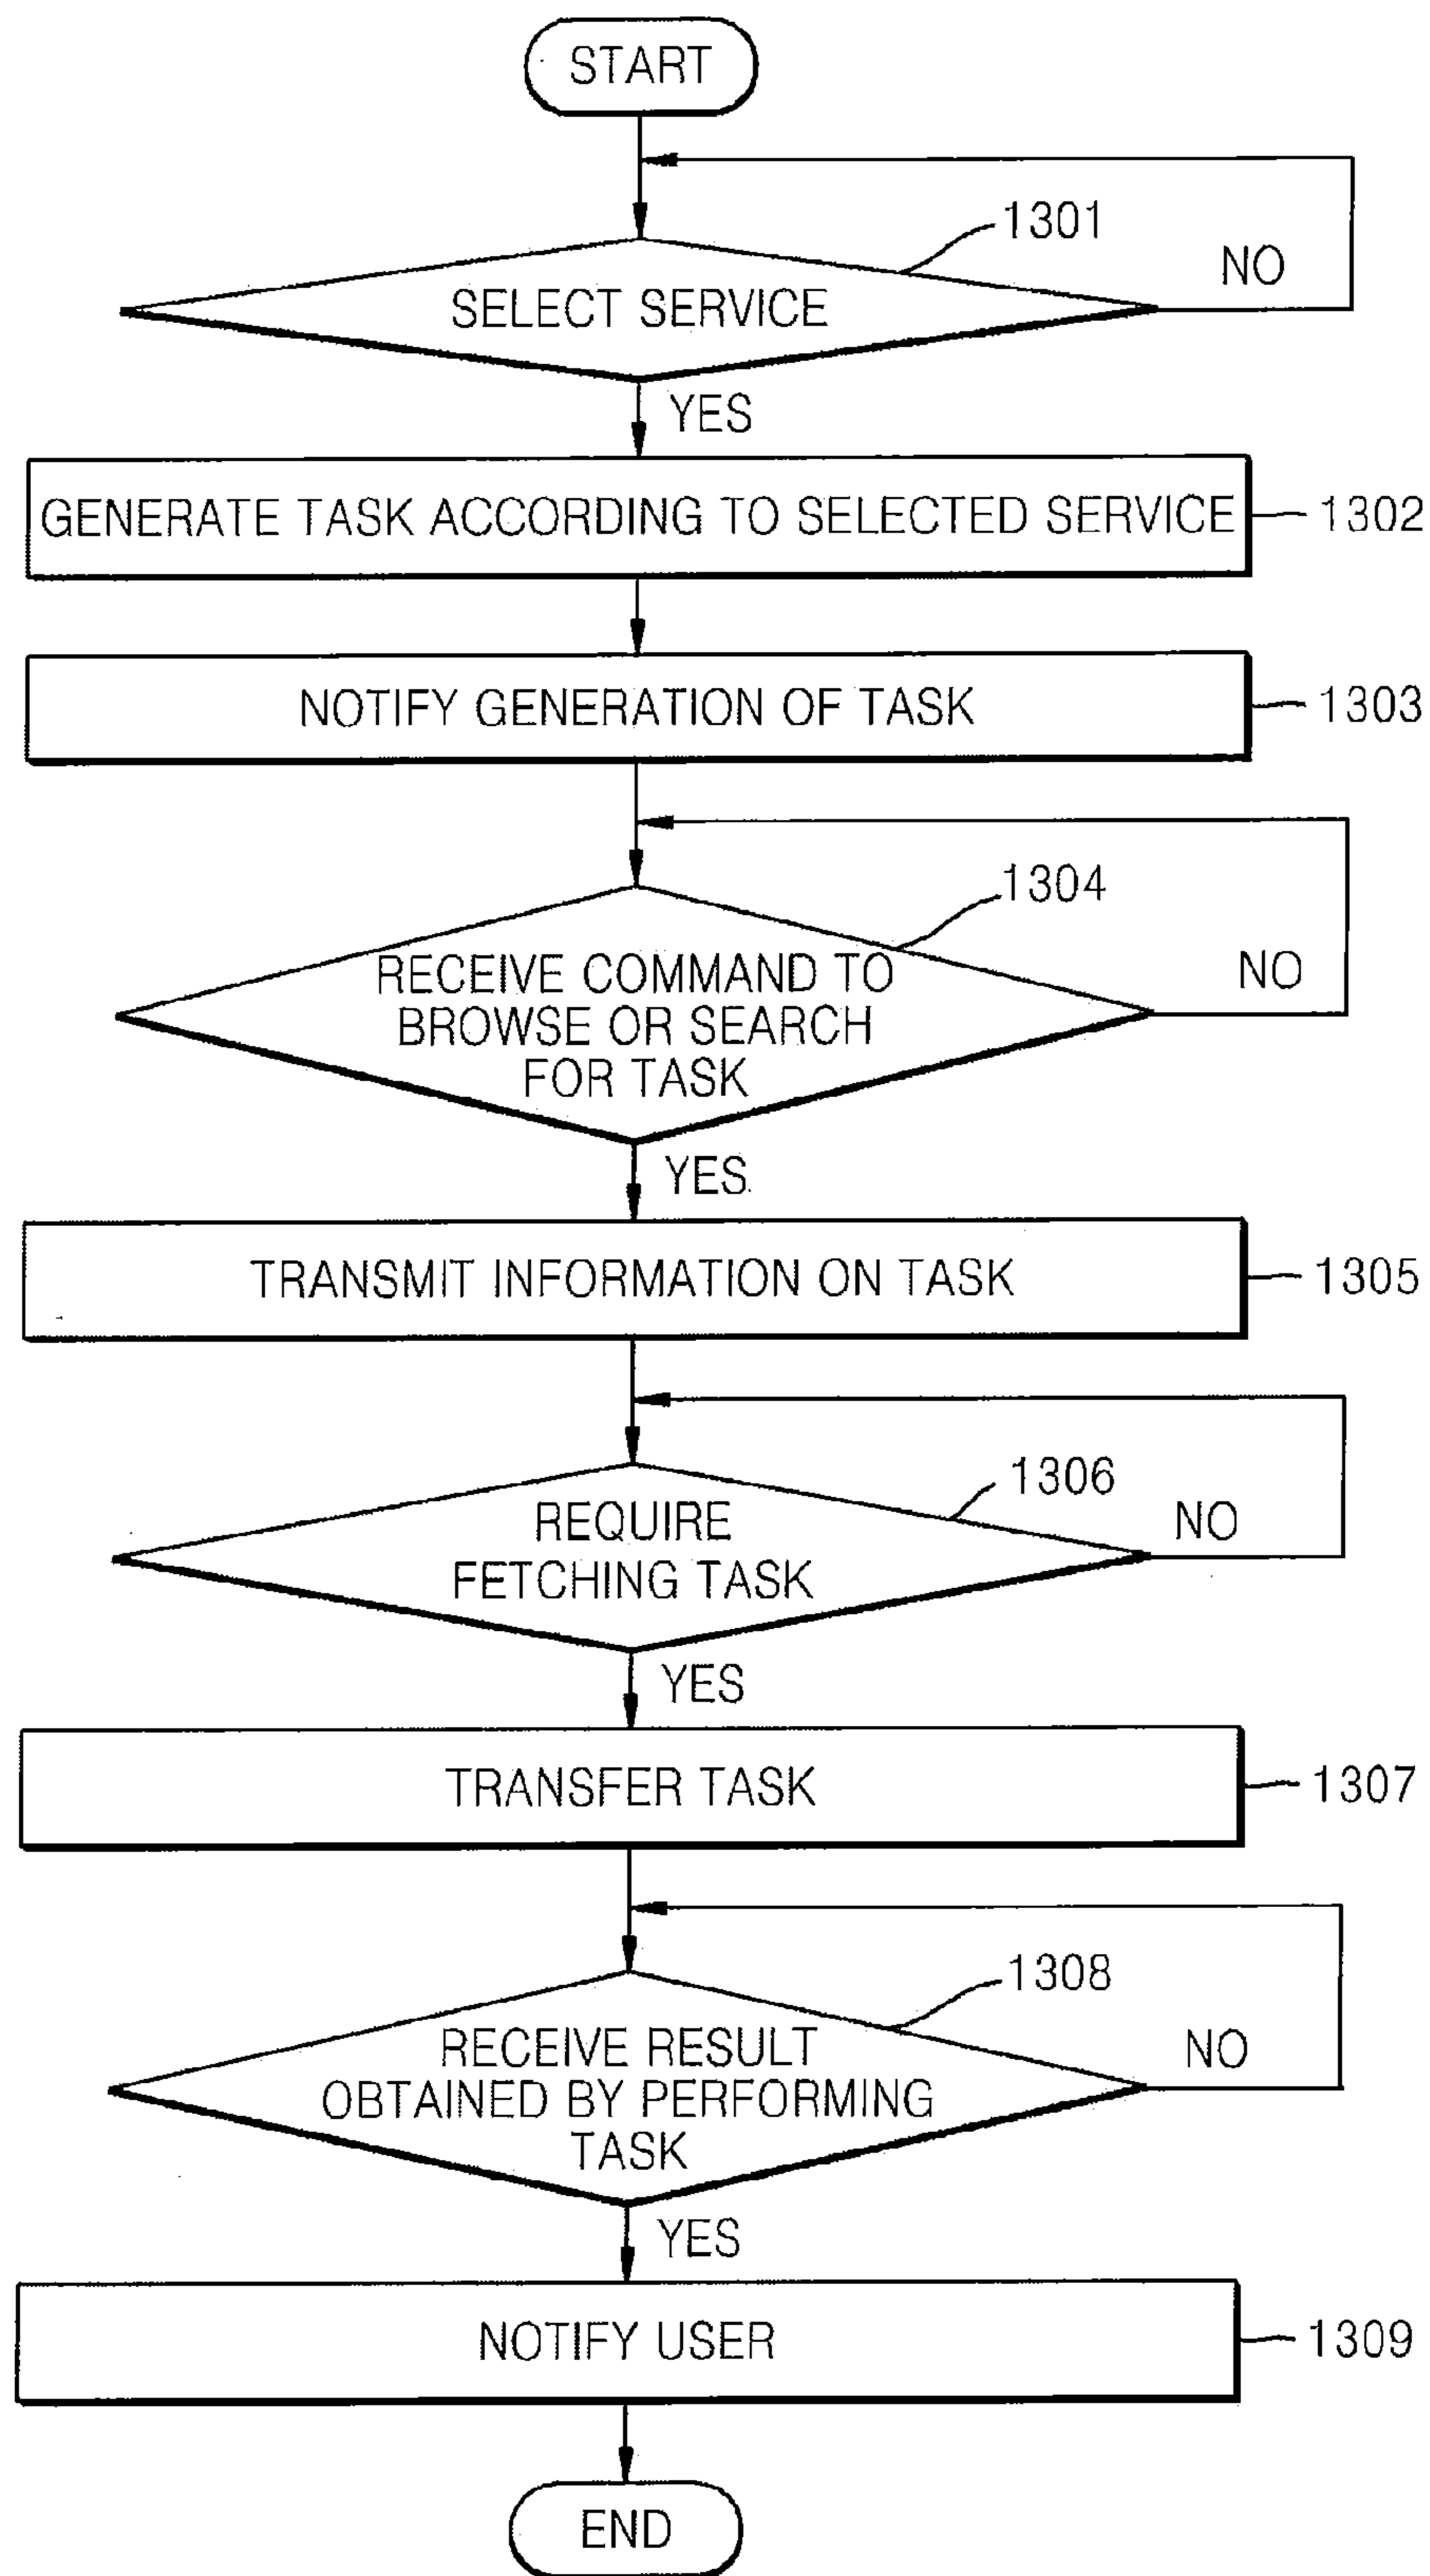 START
1301
NO
SELECT SERVICE
YES
GENERATE TASK ACCORDING TO SELECTED SERVICE
1302
NOTIFY GENERATION OF TASK
1303
1304
RECEIVE COMMAND TO
NO
BROWSE OR SEARCH
FOR TASK
YES
TRANSMIT INFORMATION ON TASK
1305
1306
REQUIRE
NO
FETCHING TASK
YES
TRANSFER TASK
1307
1308
RECEIVE RESULT
NO
OBTAINED BY PERFORMING
TASK
YES
NOTIFY USER
1309
END